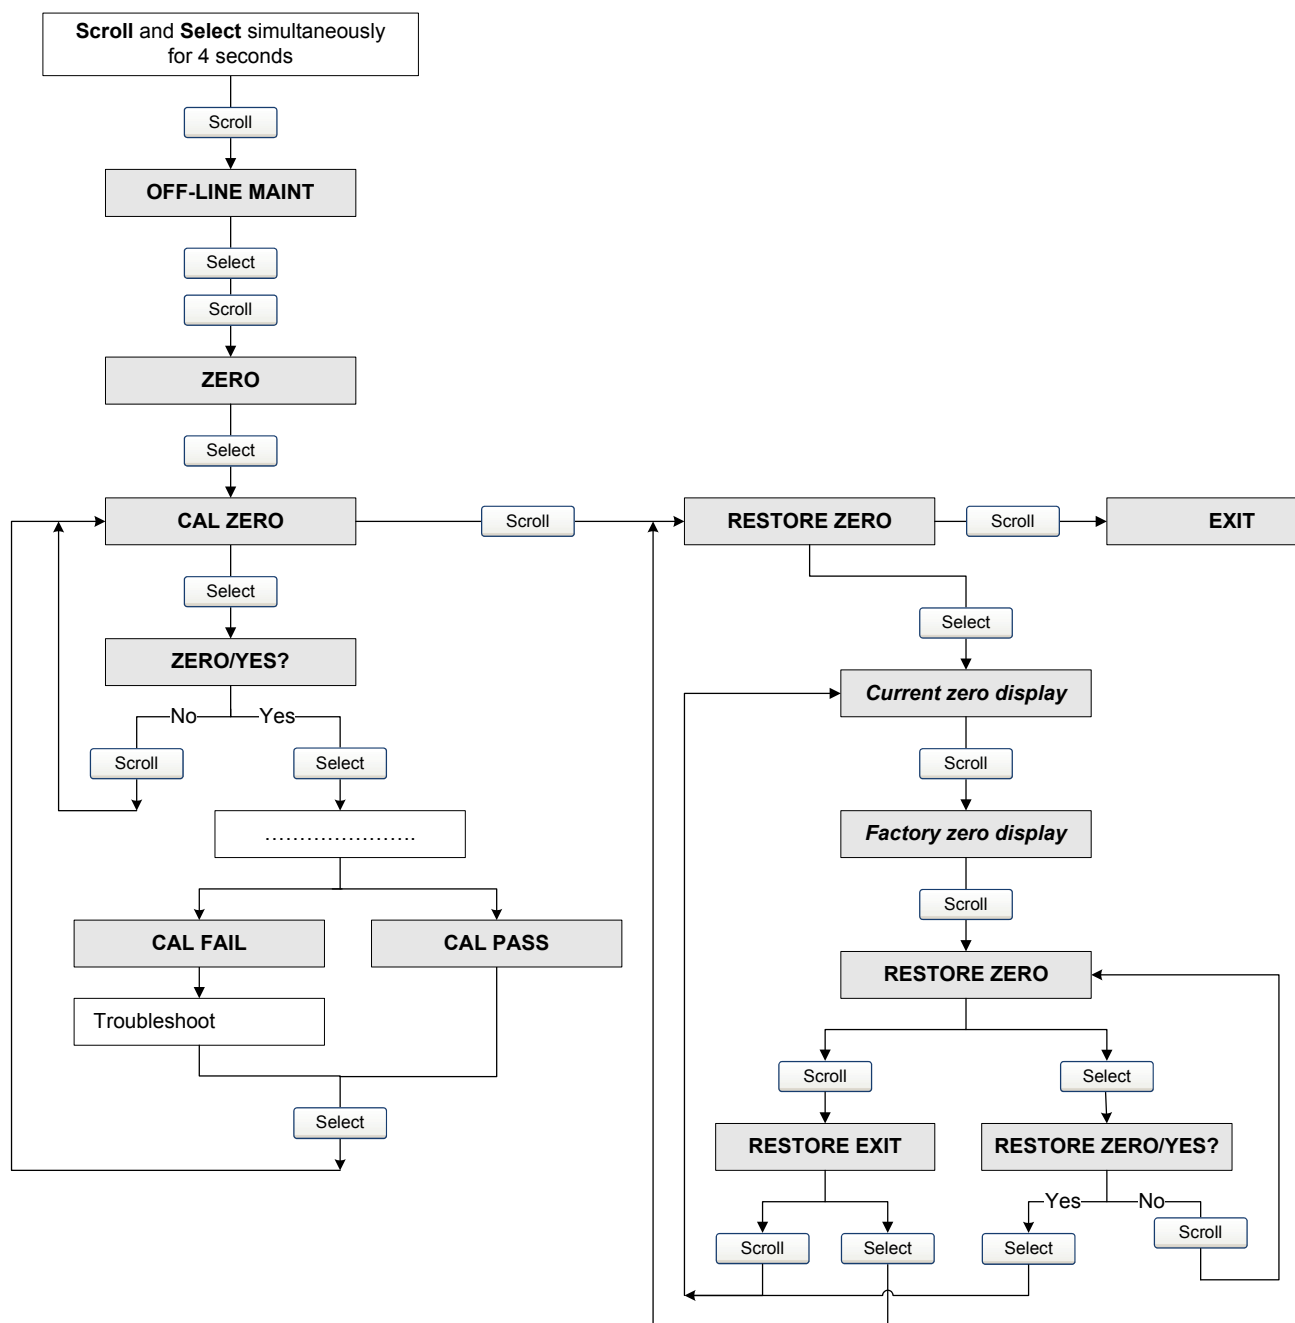 Scroll and Select simultaneously
for 4 seconds
Scroll
OFF-LINE MAINT
Select
Scroll
ZERO
Select
CAL ZERO
Scroll
RESTORE ZERO
Scroll
EXIT
Select
Select
ZERO/YES?
Current zero display
No
Yes
Scroll
Select
Scroll
.....................
Factory zero display
Scroll
CAL FAIL
CAL PASS
RESTORE ZERO
Troubleshoot
Scroll
Select
Select
RESTORE EXIT
RESTORE ZERO/YES?
Yes
No
Scroll
Select
Select
Scroll